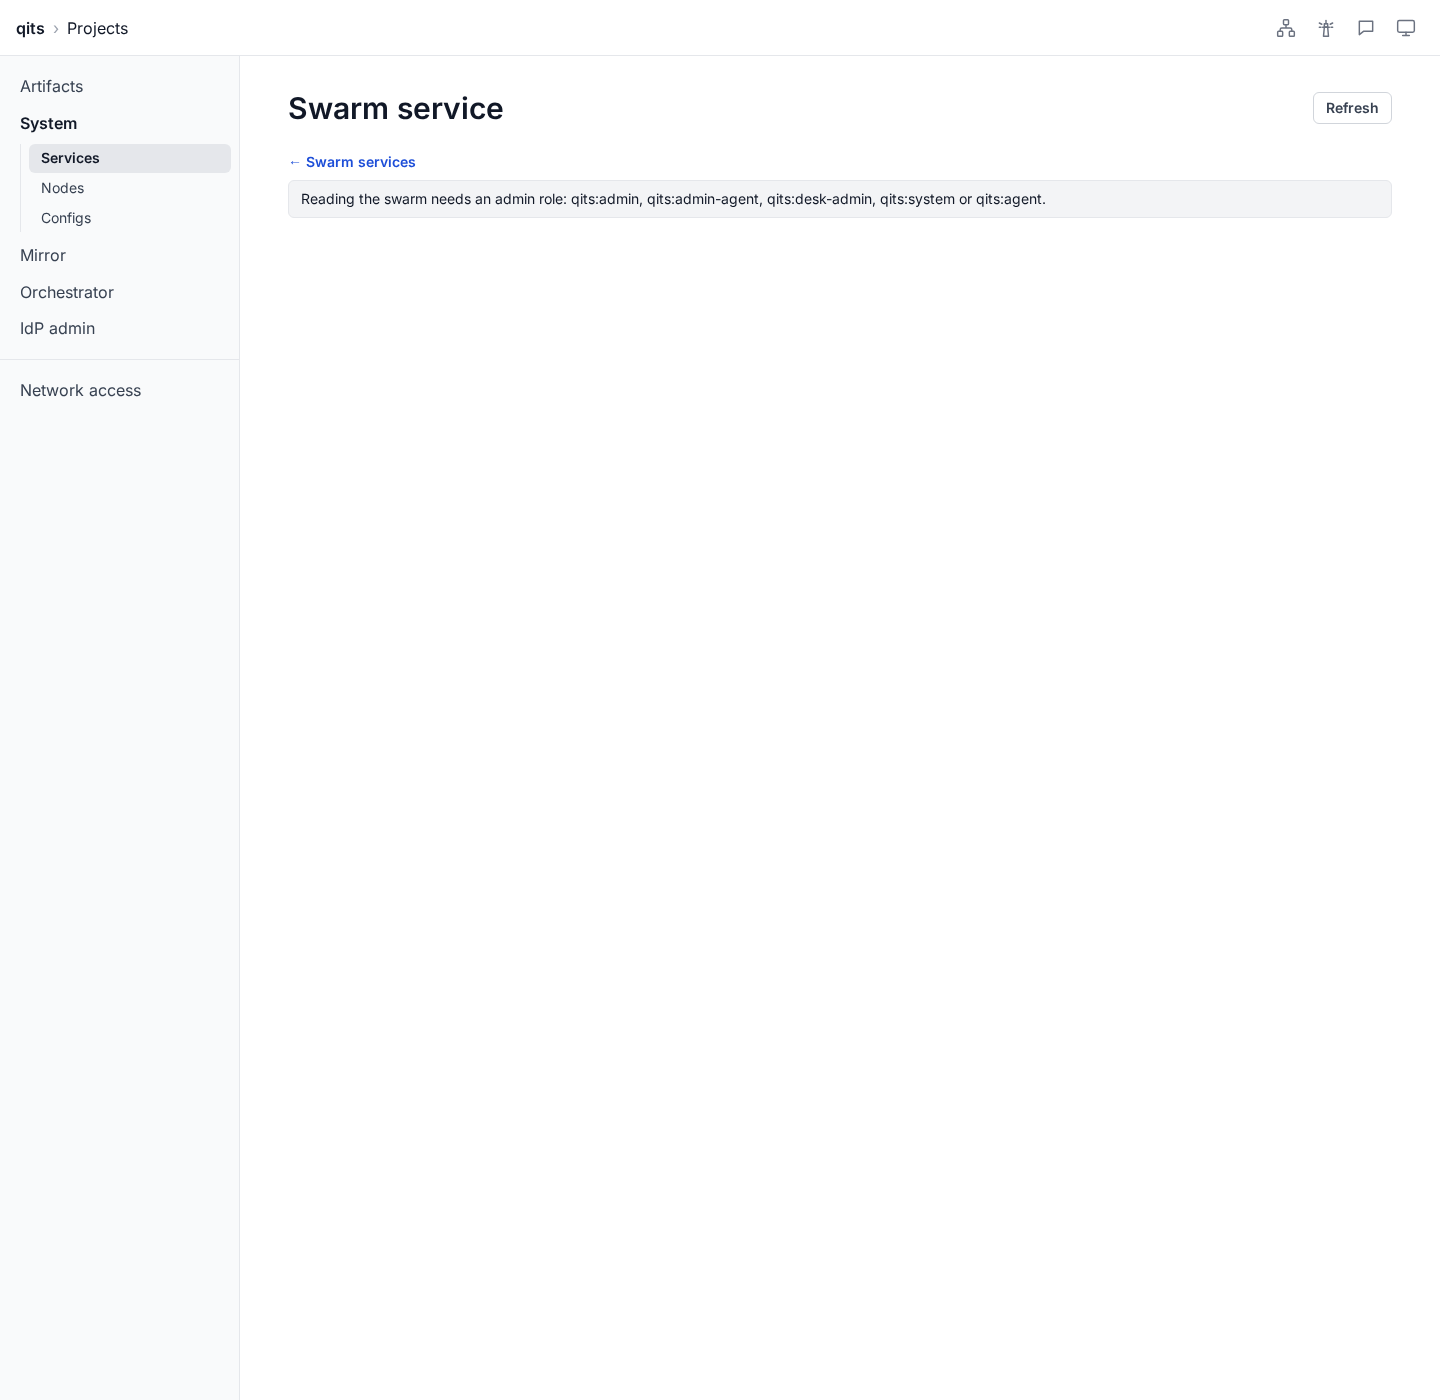 qits › Projects
Artifacts
System
Services
Nodes
Configs
Mirror
Orchestrator
IdP admin
Network access
Swarm service
Refresh
← Swarm services
Reading the swarm needs an admin role: qits:admin, qits:admin-agent, qits:desk-admin, qits:system or qits:agent.